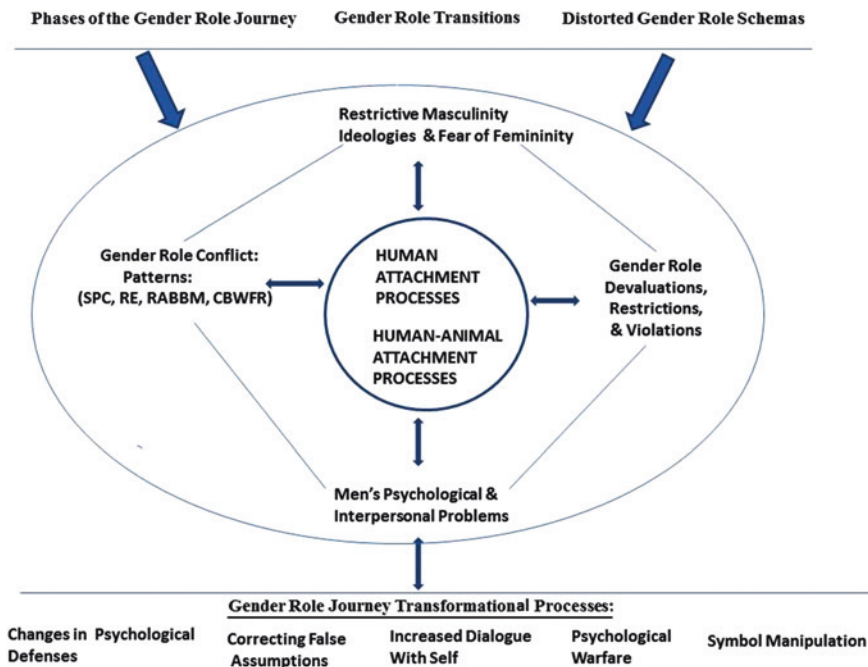 Phases of the Gender Role Journey
Gender Role Transitions
Distorted Gender Role Schemas
Restrictive Masculinity
Ideologies & Fear of Femininity
Gender Role Conflict:
Patterns:
(SPC, RE, RABBM, CBWFR)
HUMAN
ATTACHMENT
PROCESSES
HUMAN-ANIMAL
ATTACHMENT
PROCESSES
Gender Role
Devaluations,
Restrictions,
& Violations
Men's Psychological &
Interpersonal Problems
Gender Role Journey Transformational Processes:
Changes in Psychological
Defenses
Correcting False
Assumptions
Increased Dialogue
With Self
Psychological
Warfare
Symbol Manipulation